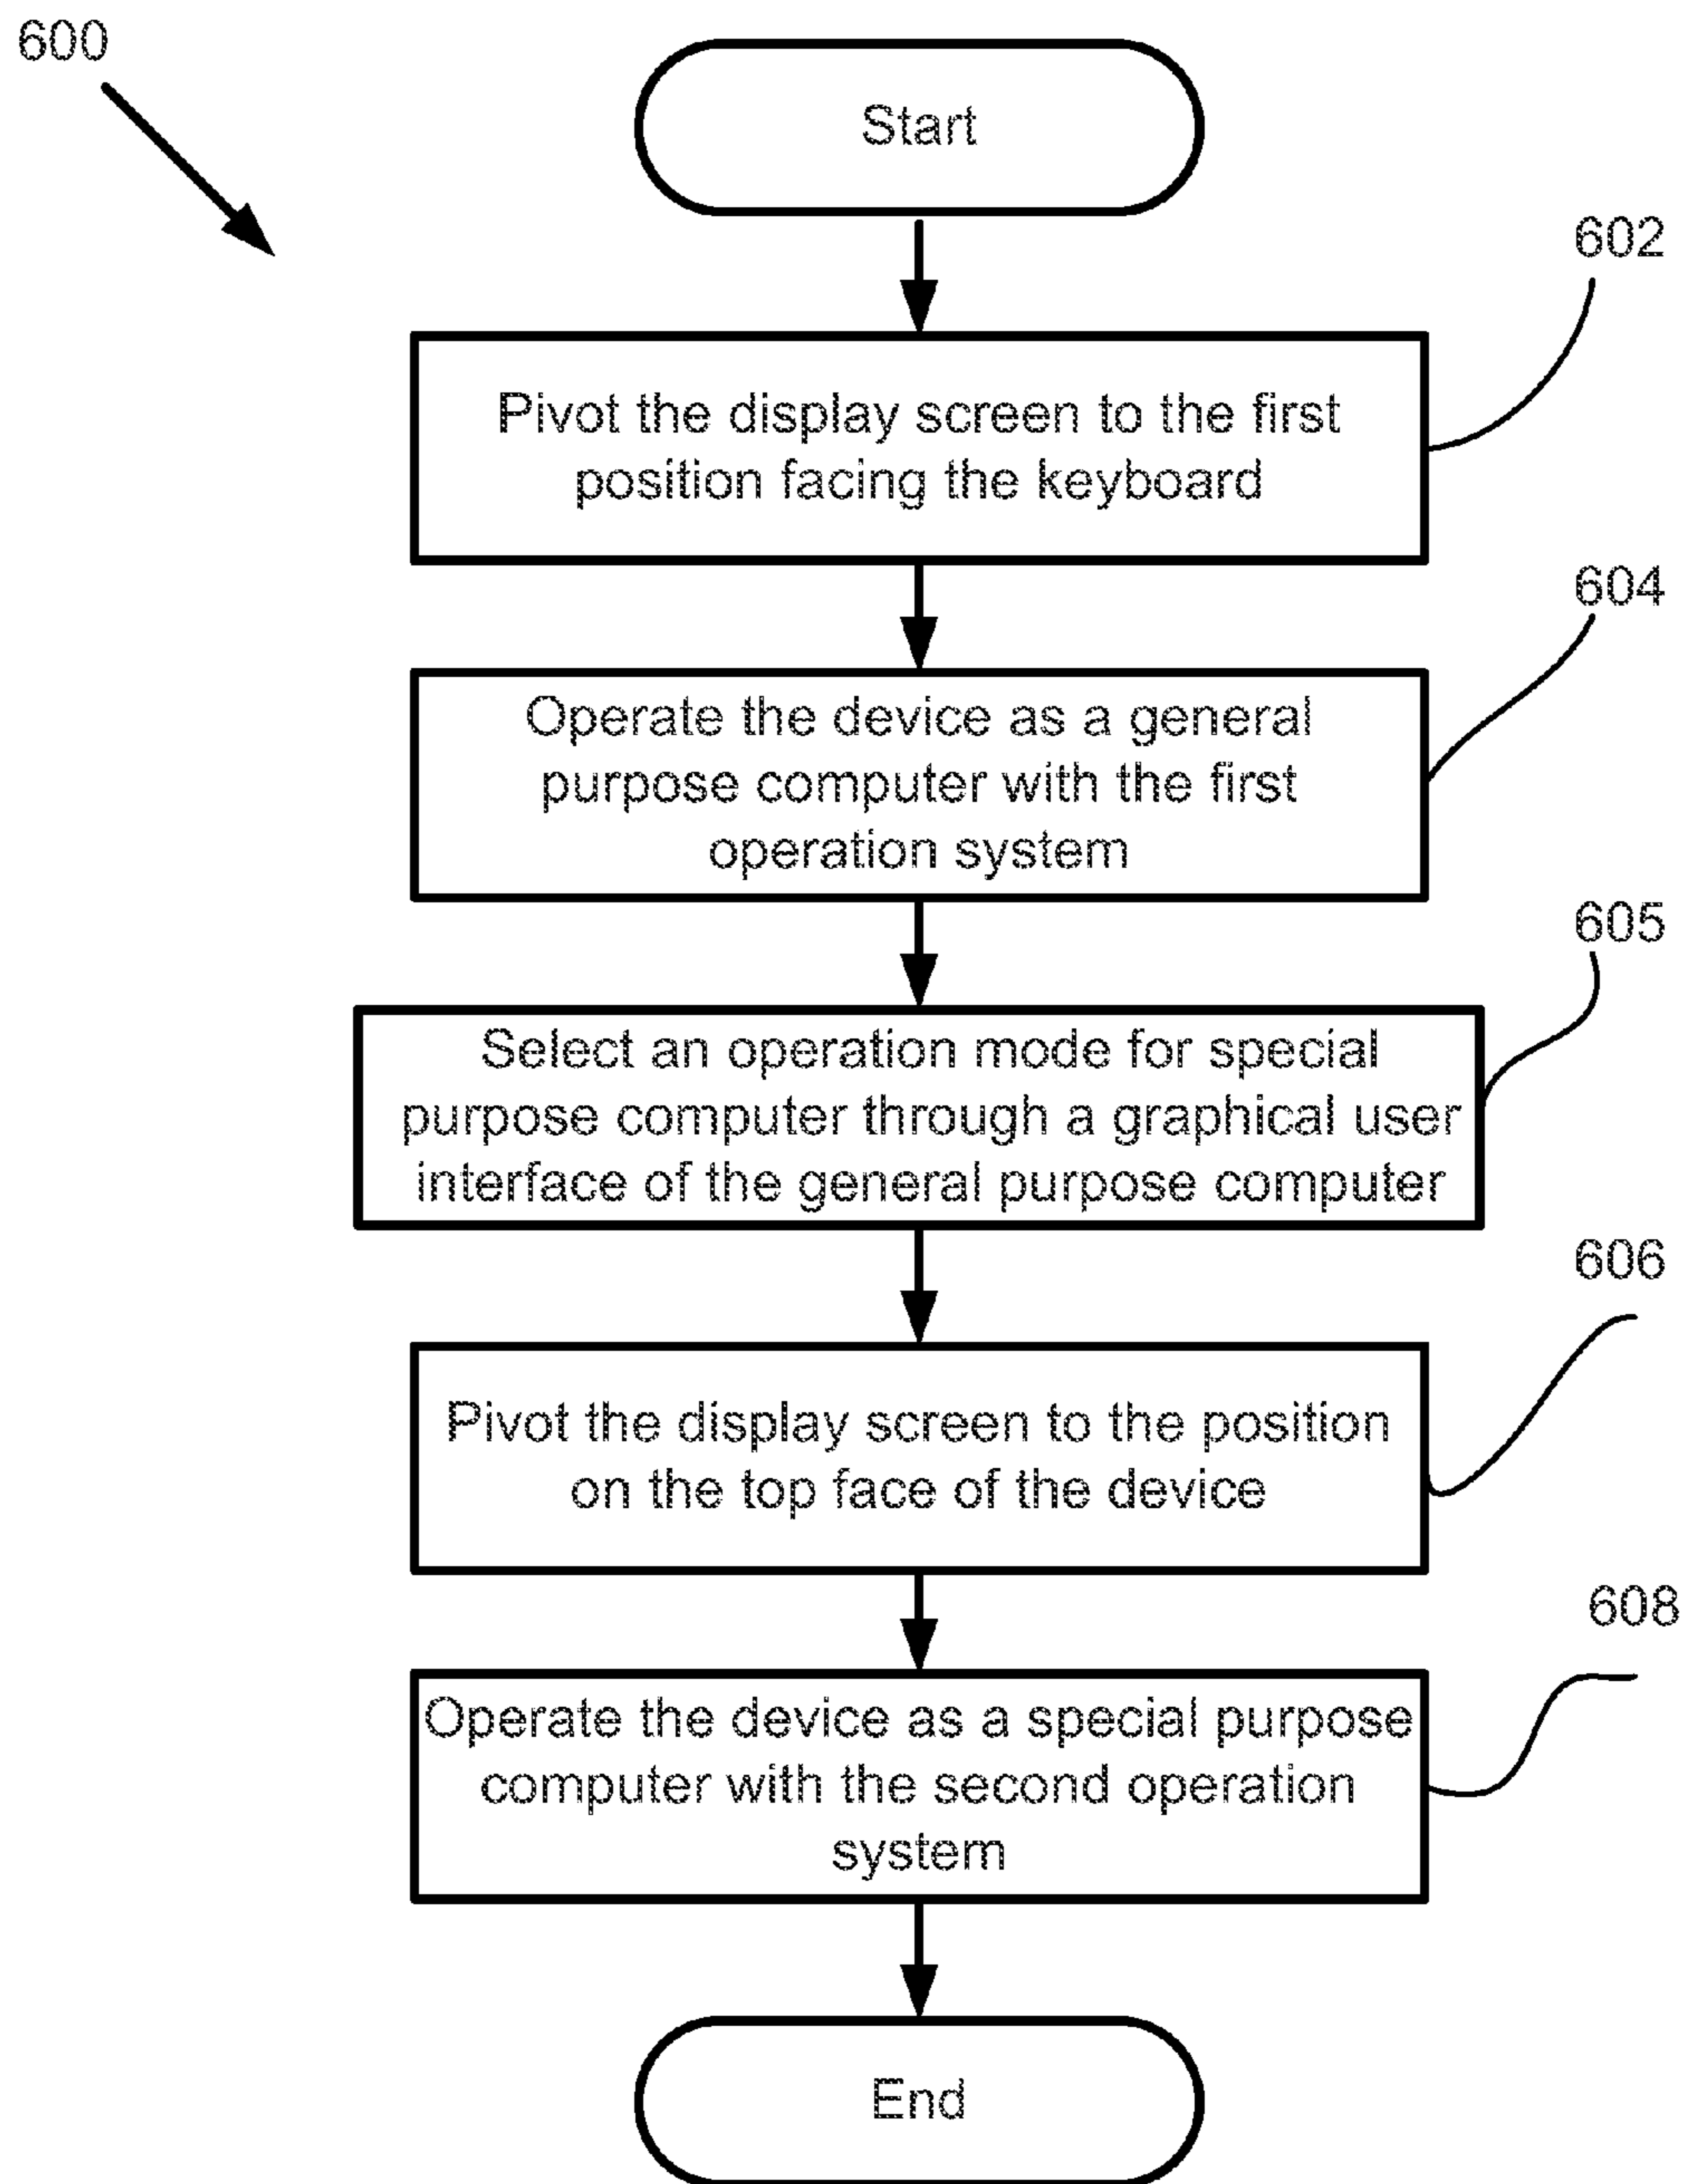 600
Start
602
Pivot the display screen to the first
position facing the keyboard
604
Operate the device as a general
purpose computer with the first
operation system
605
Select an operation mode for special
purpose computer through a graphical user
interface of the general purpose computer
606
Pivot the display screen to the position
on the top face of the device
608
Operate the device as a special purpose
computer with the second operation
system
End